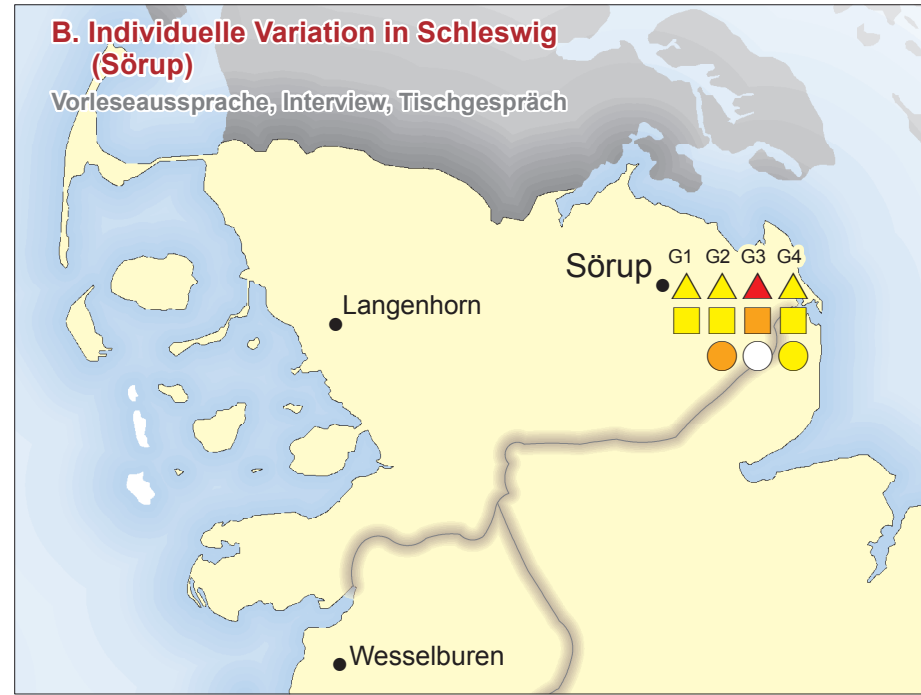 B. Individuelle Variation in Schleswig
(Sörup)
Vorleseaussprache, Interview, Tischgespräch
G1 G2 G3 G4
Sörup
Langenhorn
Wesselburen